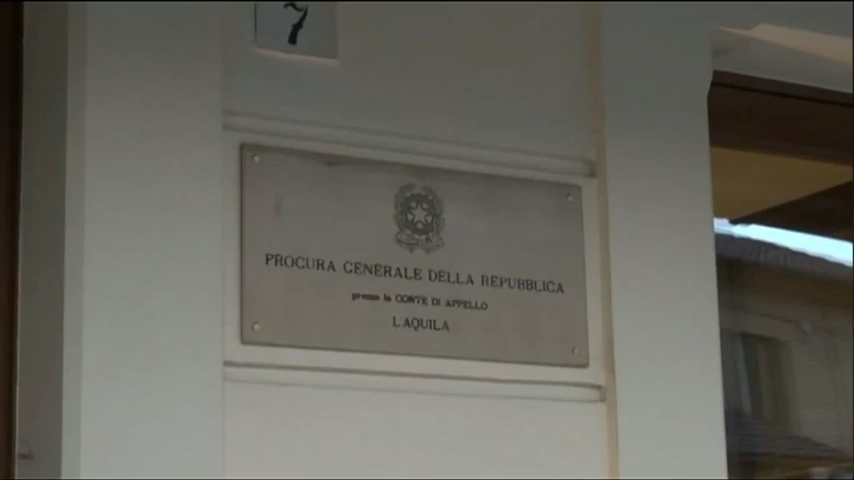 7
PROCURA GENERALE DELLA REPUBBLICA
presso la CORTE DI APPELLO
L'AQUILA